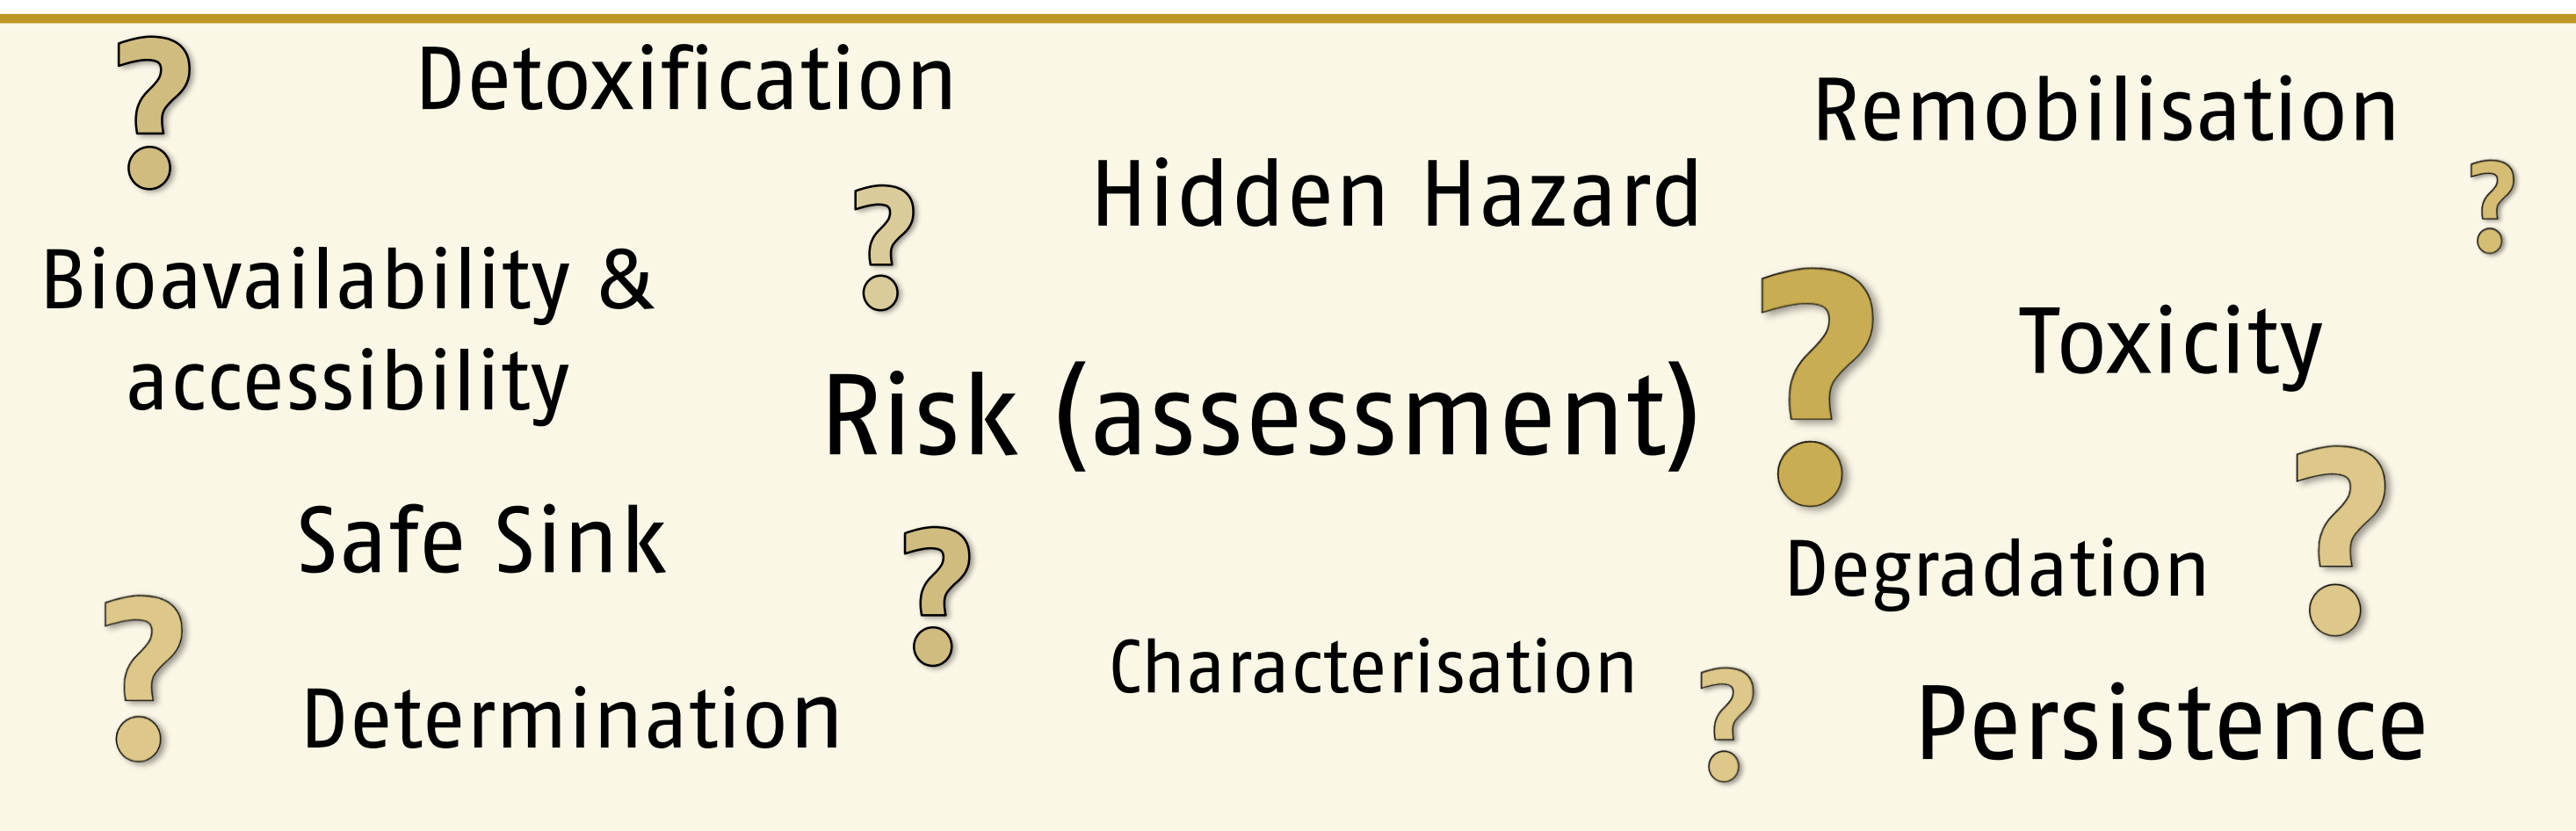 ?
Detoxification
Remobilisation
?
Hidden Hazard
?
Bioavailability &
accessibility
?
Toxicity
Risk (assessment)
?
Safe Sink
?
Degradation
?
?
Characterisation
Determination
?
Persistence